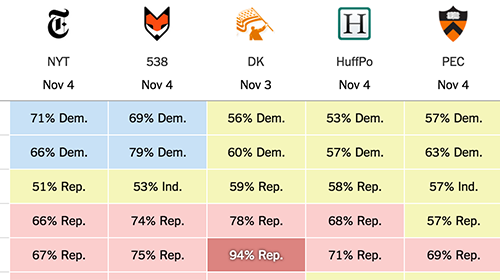 T
H
NYT 538 DK HuffPo PEC
Nov 4 Nov 4 Nov 3 Nov 4 Nov 4
71% Dem. 69% Dem. 56% Dem. 53% Dem. 57% Dem.
66% Dem. 79% Dem. 60% Dem. 57% Dem. 63% Dem.
51% Rep. 53% Ind. 59% Rep. 58% Rep. 57% Ind.
66% Rep. 74% Rep. 78% Rep. 68% Rep. 57% Rep.
67% Rep. 75% Rep. 94% Rep. 71% Rep. 69% Rep.